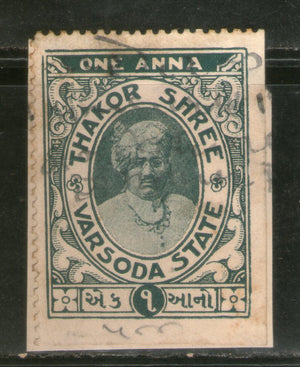 ONE ANNA
THAKOR SHREE
VARSODA STATE
એક ૧ આનો